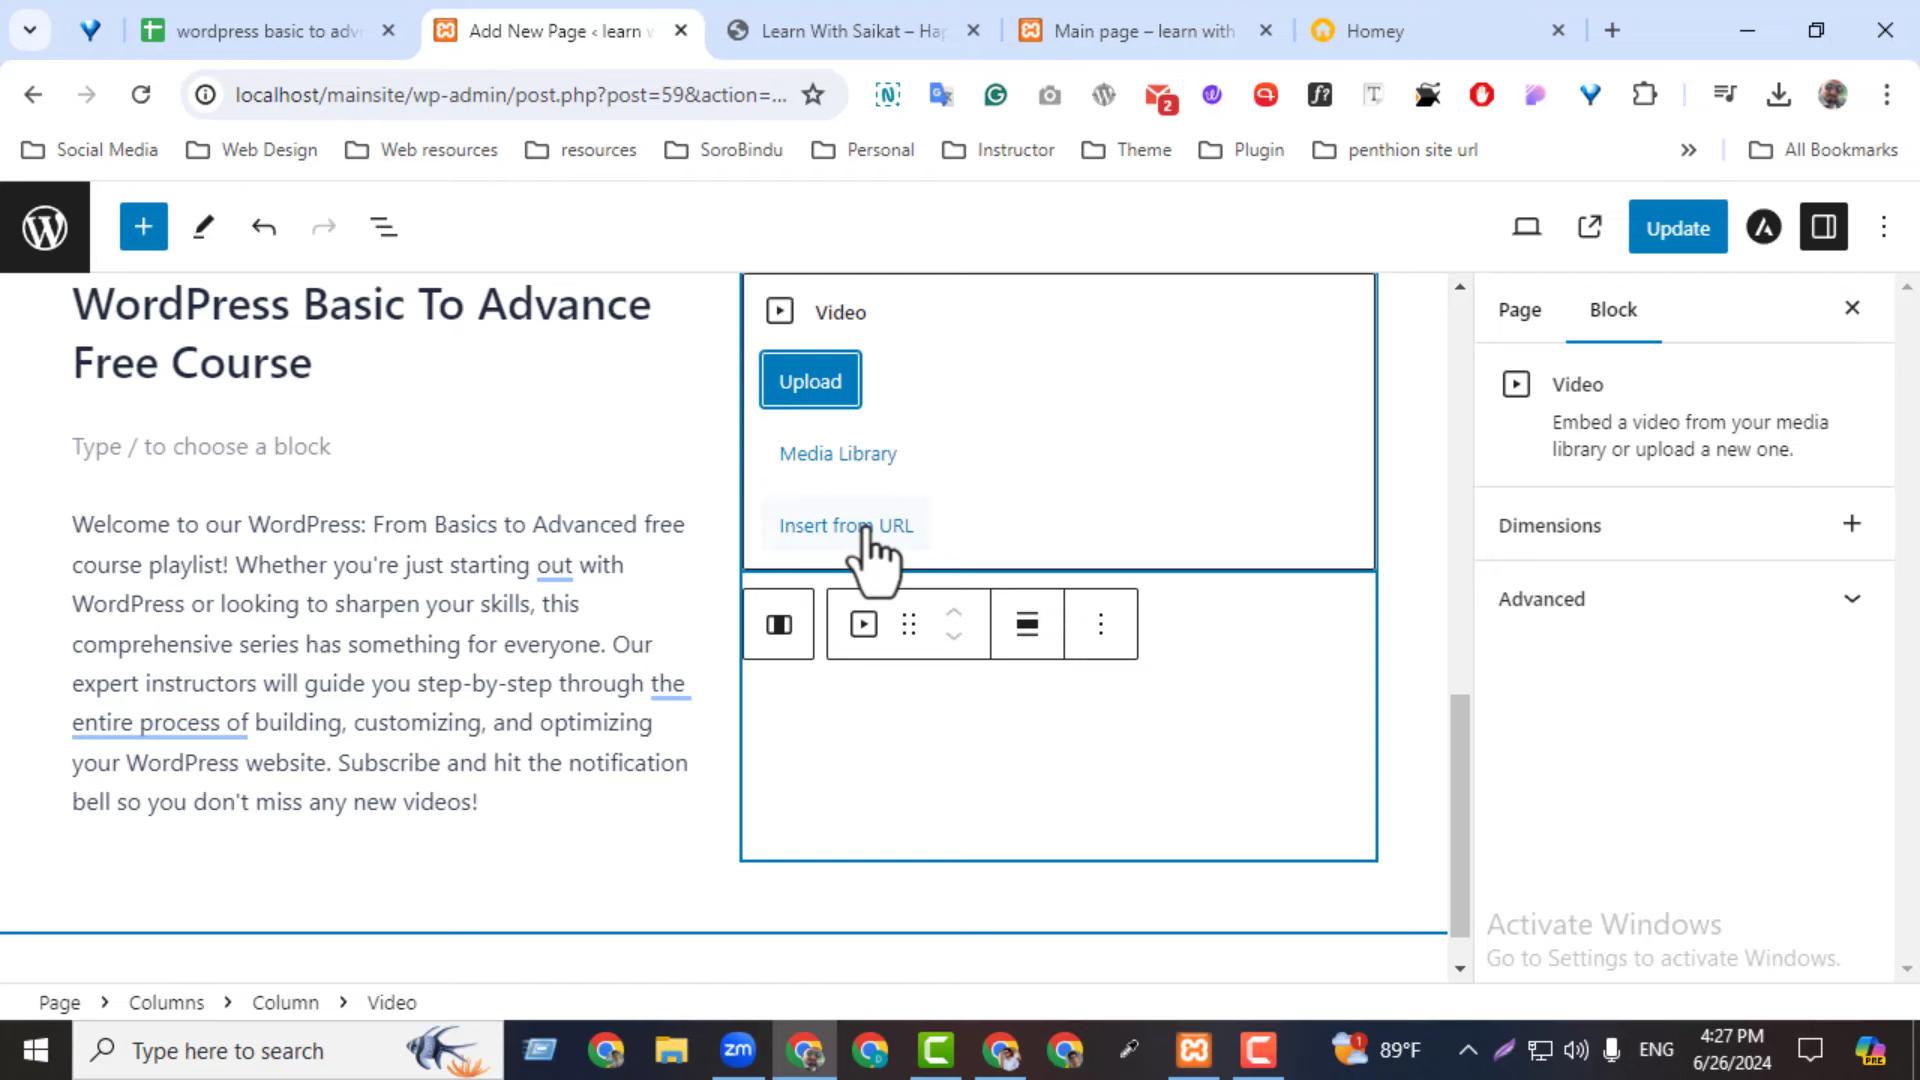 wordpress basic to adv
Add New Page ‹ learn w
Learn With Saikat – Hap
Main page – learn with
Homey
localhost/mainsite/wp-admin/post.php?post=59&action=...
2
f?
T
Social Media
Web Design
Web resources
resources
SoroBindu
Personal
Instructor
Theme
Plugin
penthion site url
All Bookmarks
Update
WordPress Basic To Advance
Free Course
Type / to choose a block
Welcome to our WordPress: From Basics to Advanced free
course playlist! Whether you're just starting out with
WordPress or looking to sharpen your skills, this
comprehensive series has something for everyone. Our
expert instructors will guide you step-by-step through the
entire process of building, customizing, and optimizing
your WordPress website. Subscribe and hit the notification
bell so you don't miss any new videos!
Video
Upload
Media Library
Insert from URL
Page
Block
Video
Embed a video from your media
library or upload a new one.
Dimensions
Advanced
Activate Windows
Go to Settings to activate Windows.
Page
Columns
Column
Video
Type here to search
zm
89°F
ENG
4:27 PM
6/26/2024
PRE